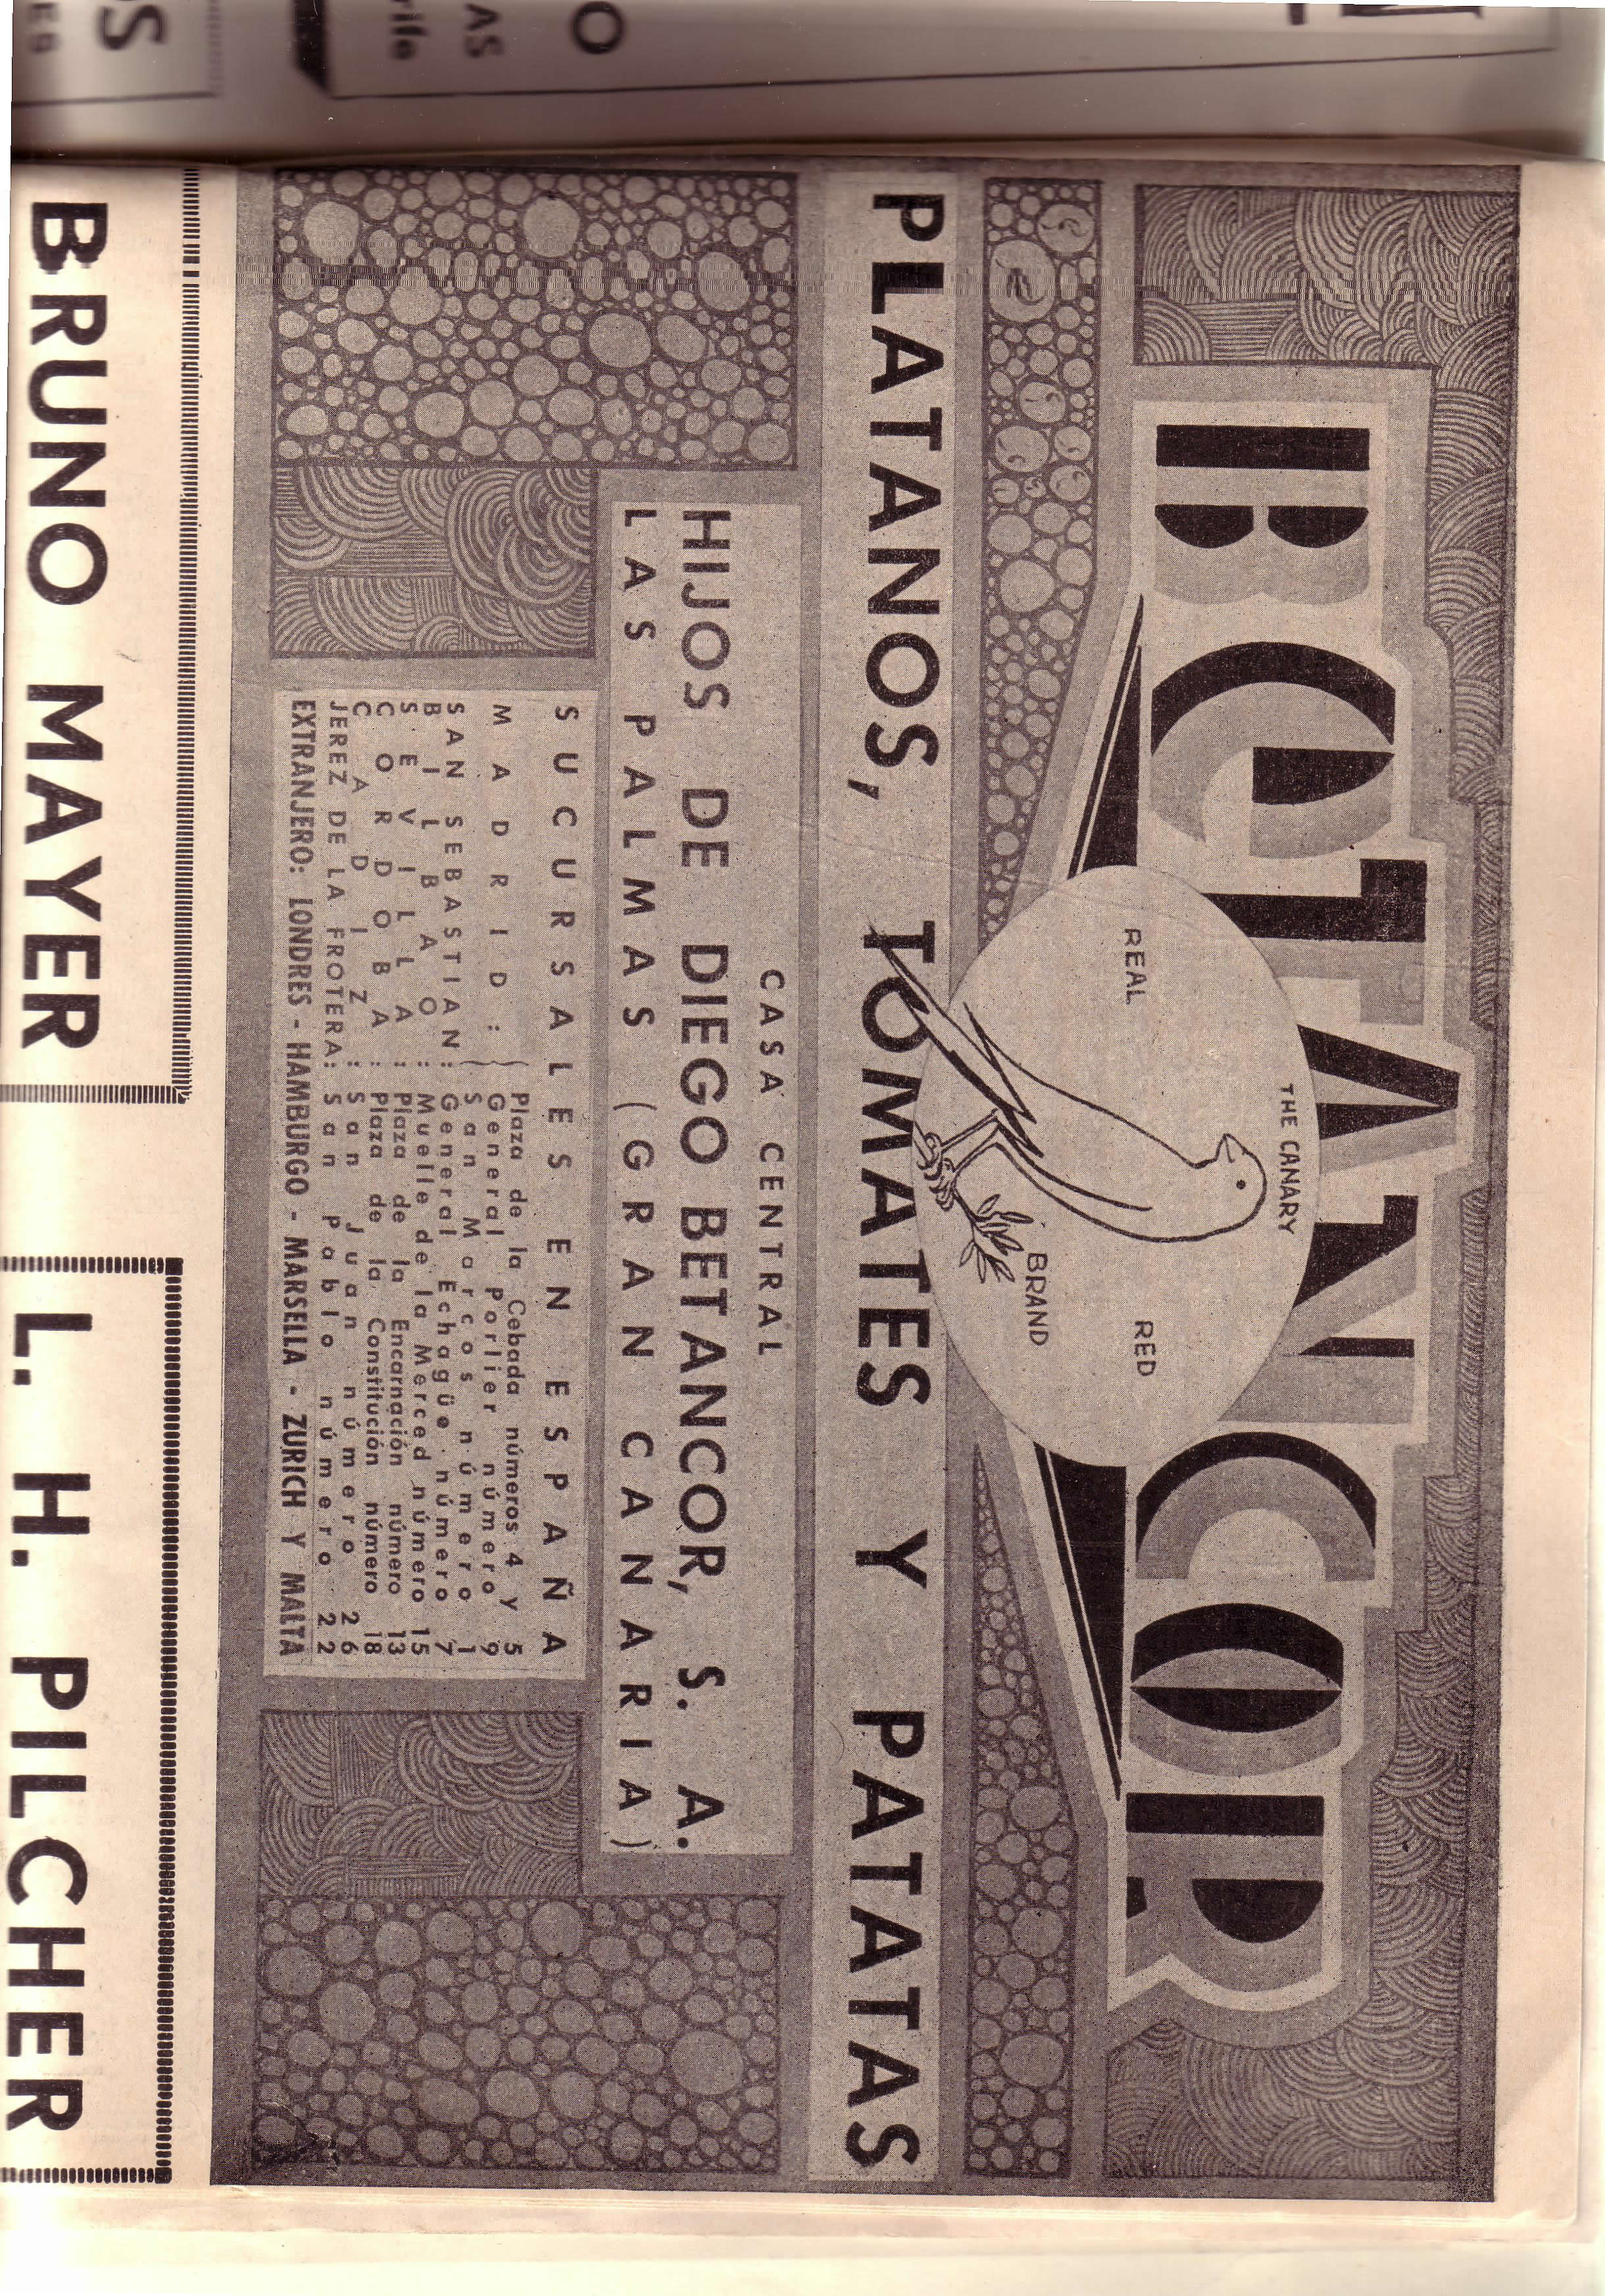 BETANCOR
THE CANARY
REAL RED
BRAND
PLATANOS, TOMATES Y PATATAS
CASA CENTRAL
HIJOS DE DIEGO BETANCOR, S. A.
LAS PALMAS (GRAN CANARIA)
SUCURSALES EN ESPAÑA
Plaza de la Cebada números 4 y 5
MADRID: General Porlier número 9
San Marcos número 1
SAN SEBASTIAN: General Echagüe número 7
BILBAO: Muelle de la Merced número 15
SEVILLA: Plaza de la Encarnación número 13
CORDOBA: Plaza de la Constitución número 18
CADIZ: San Juan número 26
JEREZ DE LA FROTERA: San Pablo número 22
EXTRANJERO: LONDRES - HAMBURGO - MARSELLA - ZURICH Y MALTA
BRUNO MAYER
L. H. PILCHER